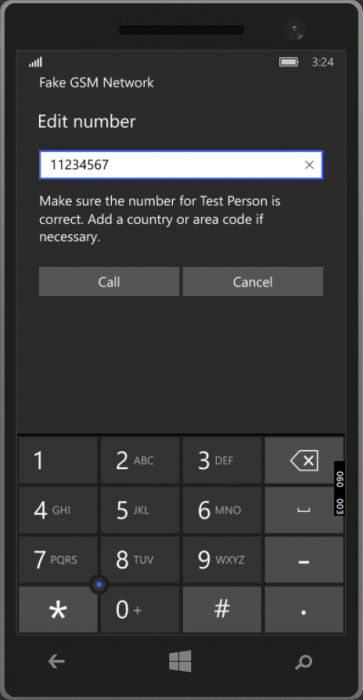 3:24
Fake GSM Network
Edit number
11234567 ×
Make sure the number for Test Person is
correct. Add a country or area code if
necessary.
Call Cancel
1 2 ABC 3 DEF
4 GHI 5 JKL 6 MNO
060 003
7 PQRS 8 TUV 9 WXYZ -
* 0 + # .